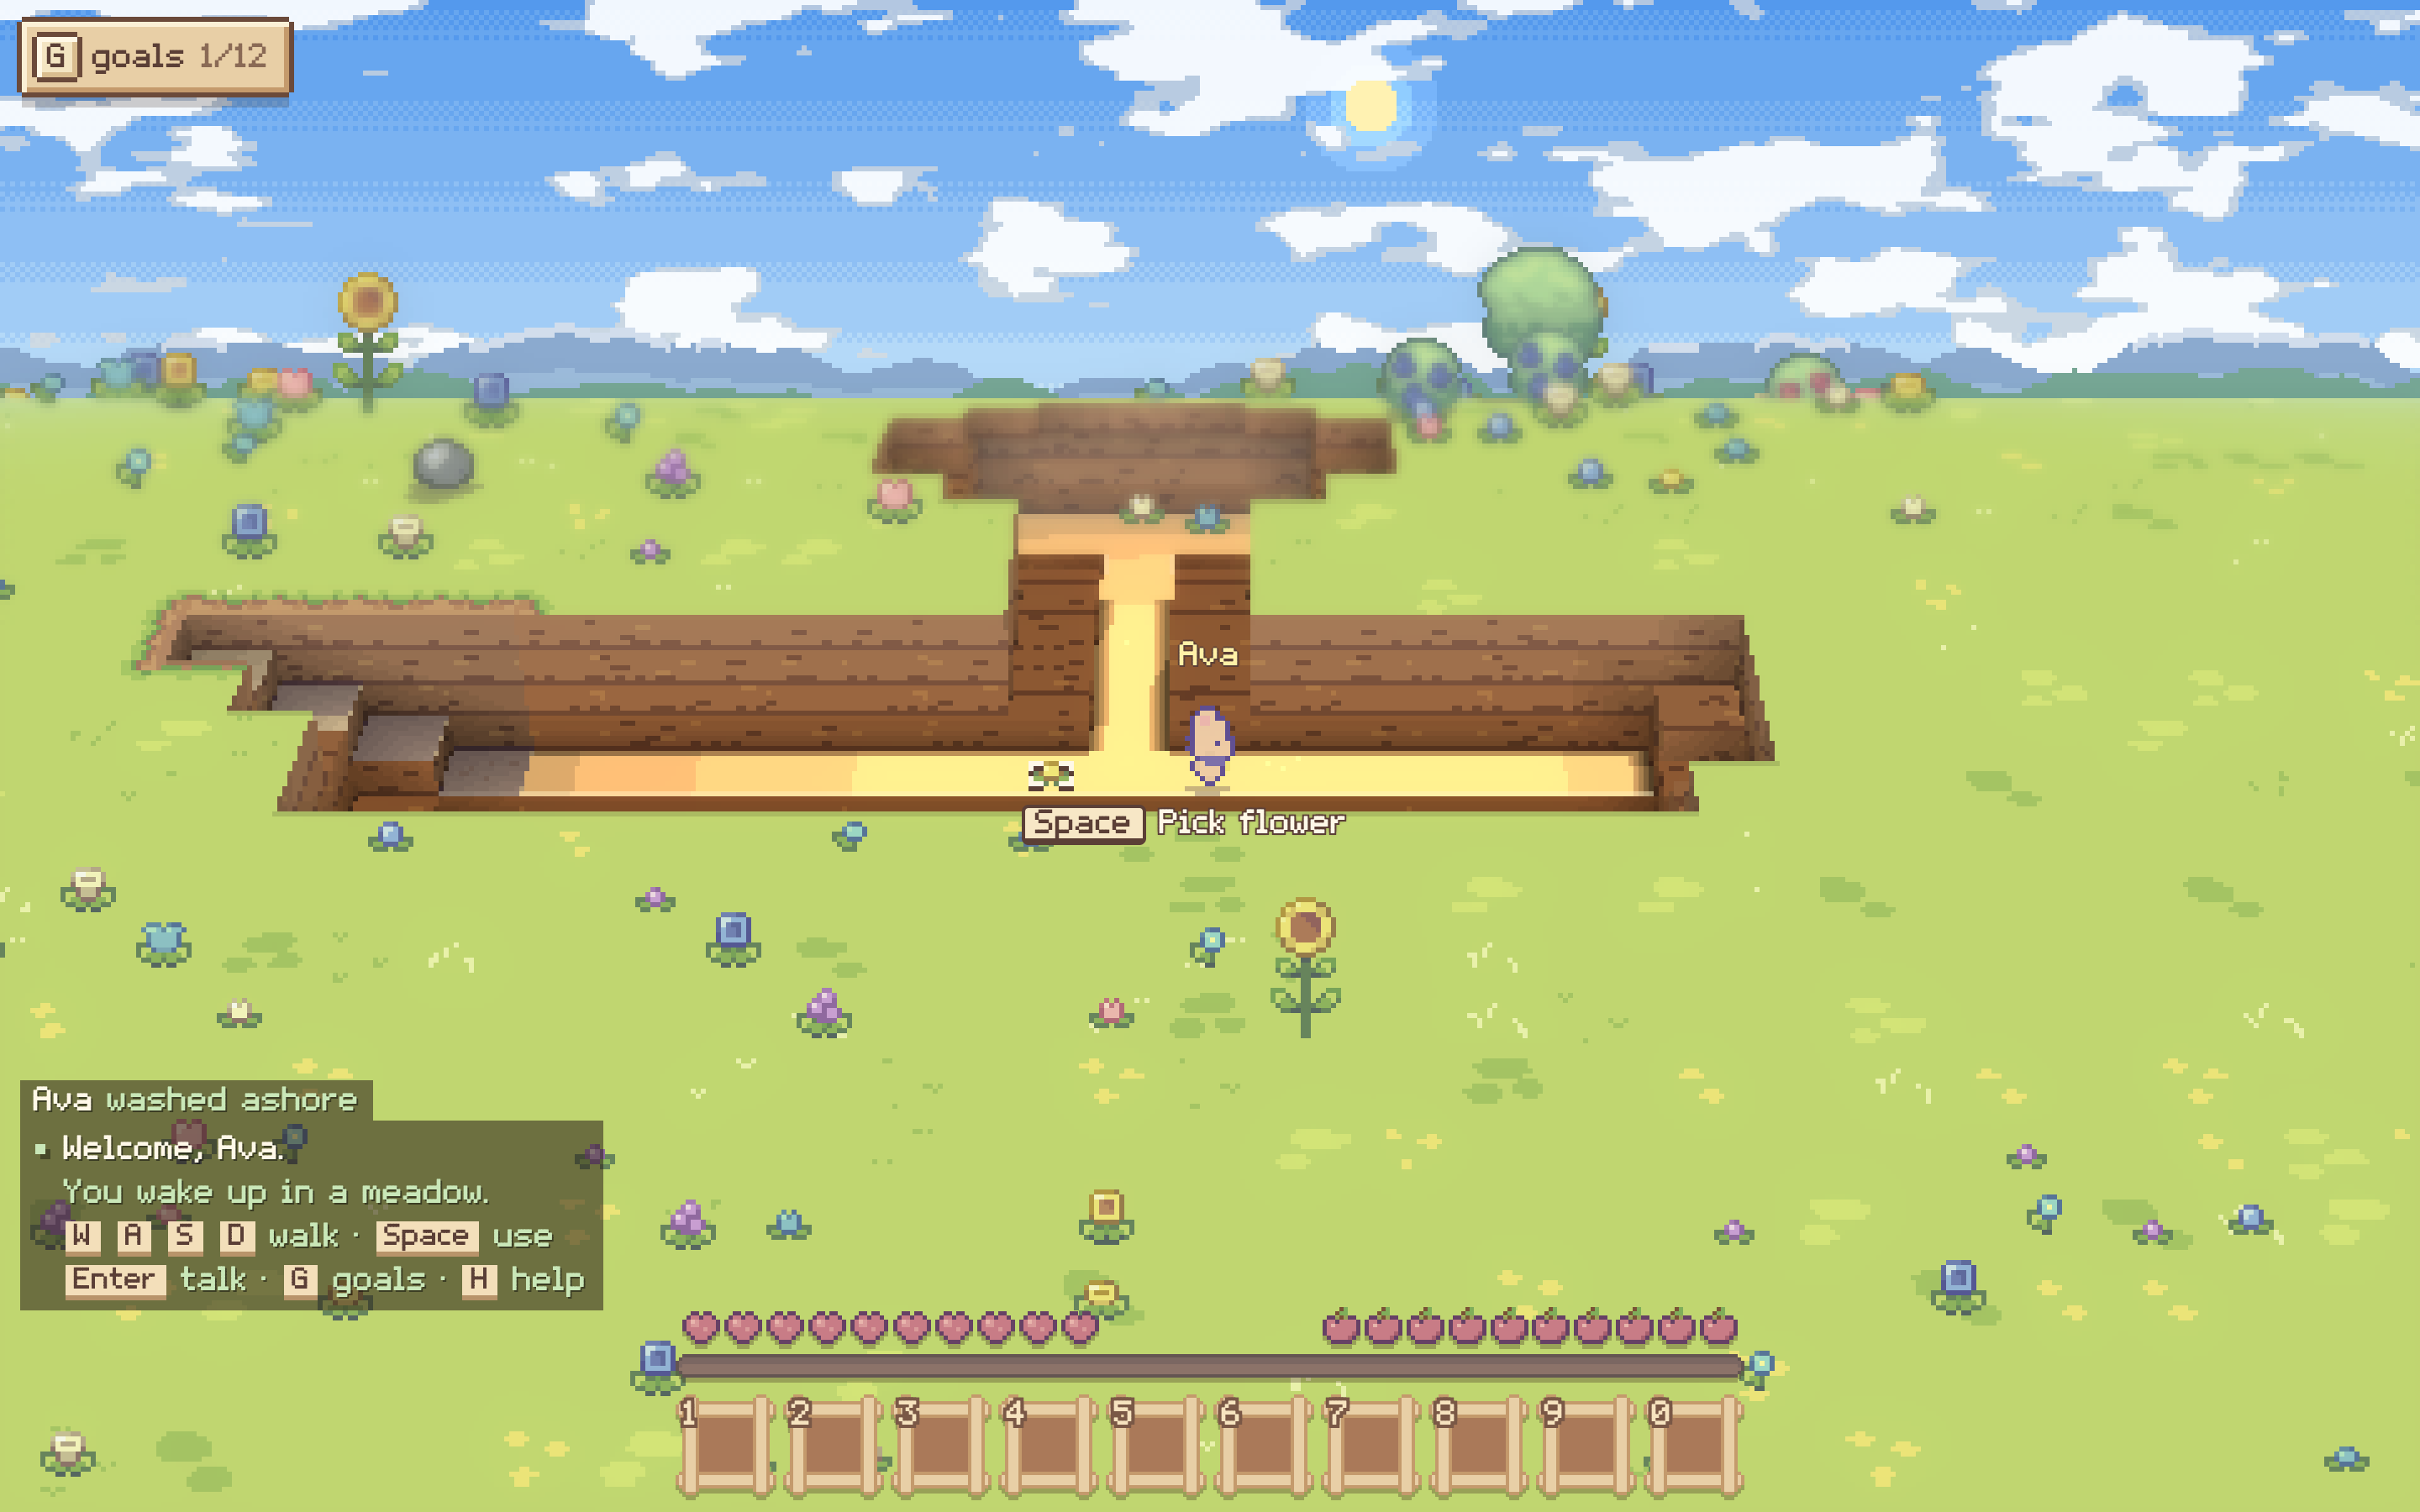 G goals 1/12
Ava
Space Pick flower
Ava washed ashore
Welcome, Ava.
You wake up in a meadow.
W A S D walk · Space use
Enter talk · G goals · H help
1 2 3 4 5 6 7 8 9 0